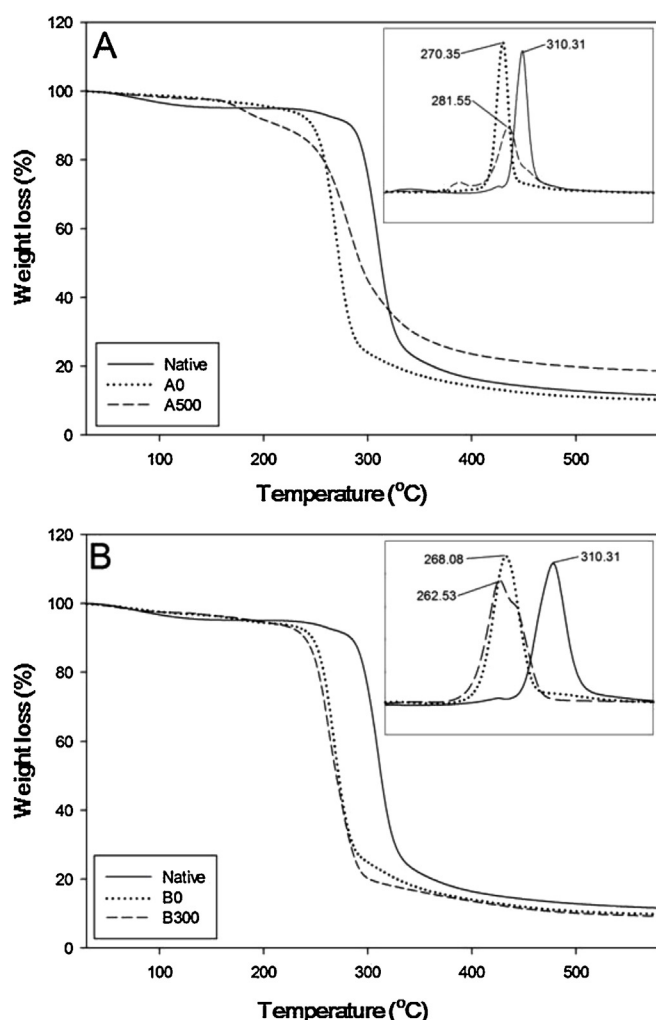 A
120
100
80
60
40
20
0
Weight loss (%)
270.35
310.31
281.55
Native
A0
A500
100 200 300 400 500
Temperature (°C)
B
120
100
80
60
40
20
0
Weight loss (%)
268.08
310.31
262.53
Native
B0
B300
100 200 300 400 500
Temperature (°C)